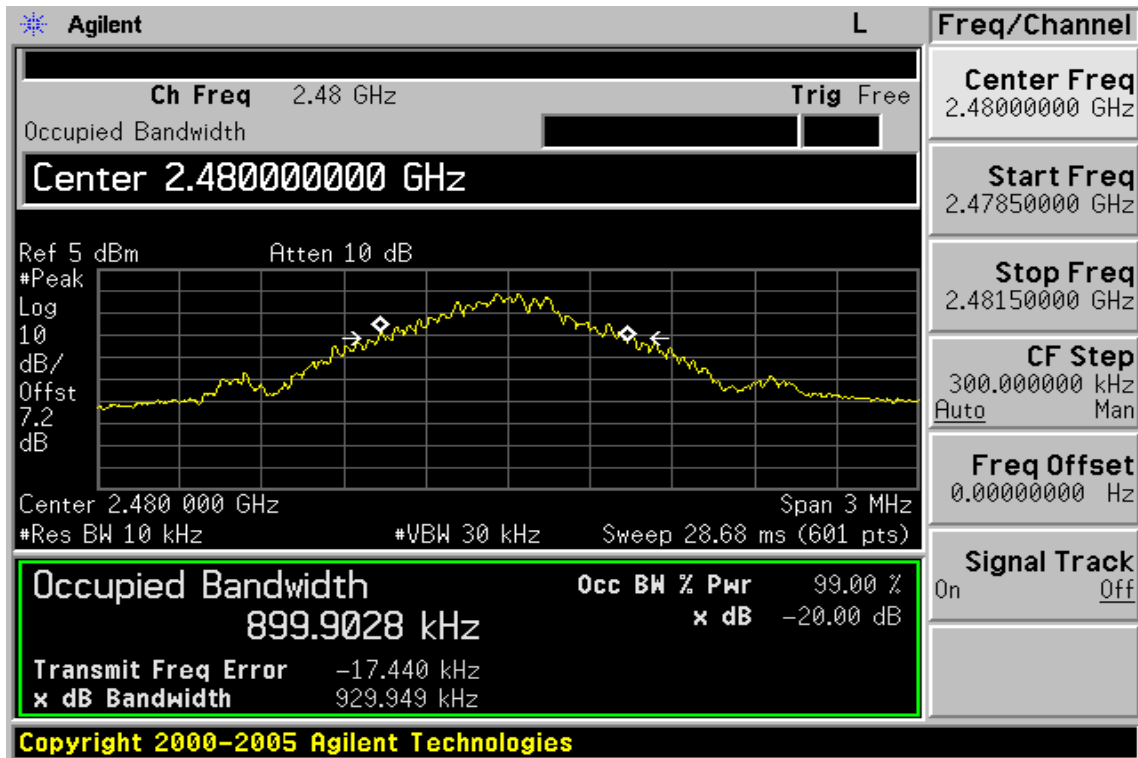 Agilent
L
Freq/Channel
Ch Freq 2.48 GHz
Trig Free
Occupied Bandwidth
Center 2.480000000 GHz
Ref 5 dBm
Atten 10 dB
#Peak
Log
10
dB/
Offst
7.2
dB
Center 2.480 000 GHz
Span 3 MHz
#Res BW 10 kHz
#VBW 30 kHz
Sweep 28.68 ms (601 pts)
Occupied Bandwidth
899.9028 kHz
Occ BW % Pwr 99.00 %
x dB -20.00 dB
Transmit Freq Error -17.440 kHz
x dB Bandwidth 929.949 kHz
Center Freq
2.48000000 GHz
Start Freq
2.47850000 GHz
Stop Freq
2.48150000 GHz
CF Step
300.000000 kHz
Auto Man
Freq Offset
0.00000000 Hz
Signal Track
On Off
Copyright 2000-2005 Agilent Technologies